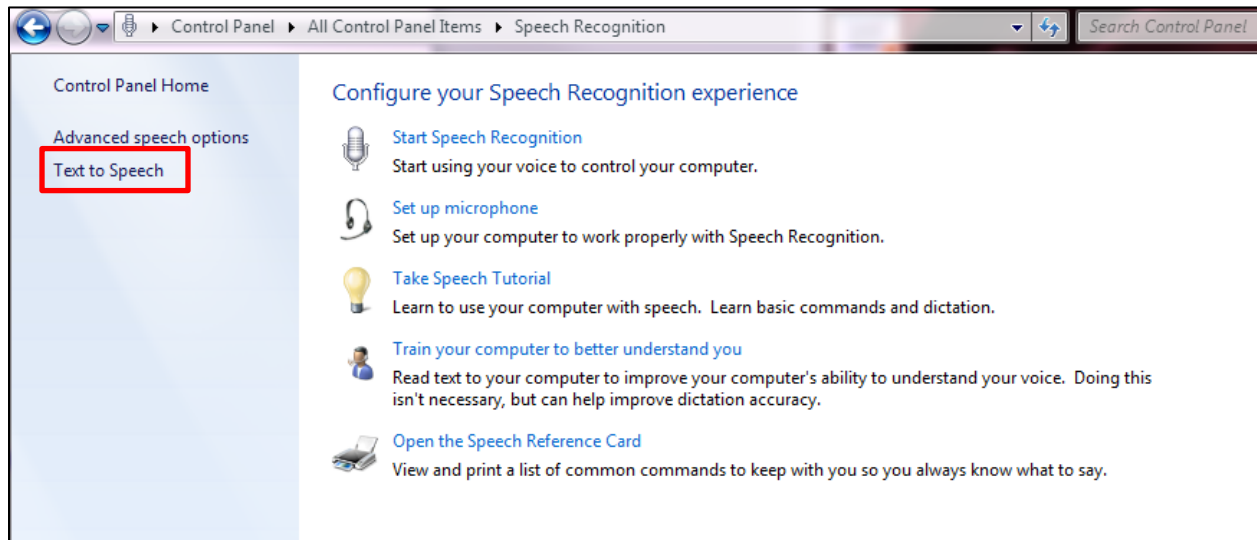 Control Panel ▸ All Control Panel Items ▸ Speech Recognition
Search Control Panel
Control Panel Home
Advanced speech options
Text to Speech
Configure your Speech Recognition experience
Start Speech Recognition
Start using your voice to control your computer.
Set up microphone
Set up your computer to work properly with Speech Recognition.
Take Speech Tutorial
Learn to use your computer with speech.  Learn basic commands and dictation.
Train your computer to better understand you
Read text to your computer to improve your computer's ability to understand your voice.  Doing this
isn't necessary, but can help improve dictation accuracy.
Open the Speech Reference Card
View and print a list of common commands to keep with you so you always know what to say.